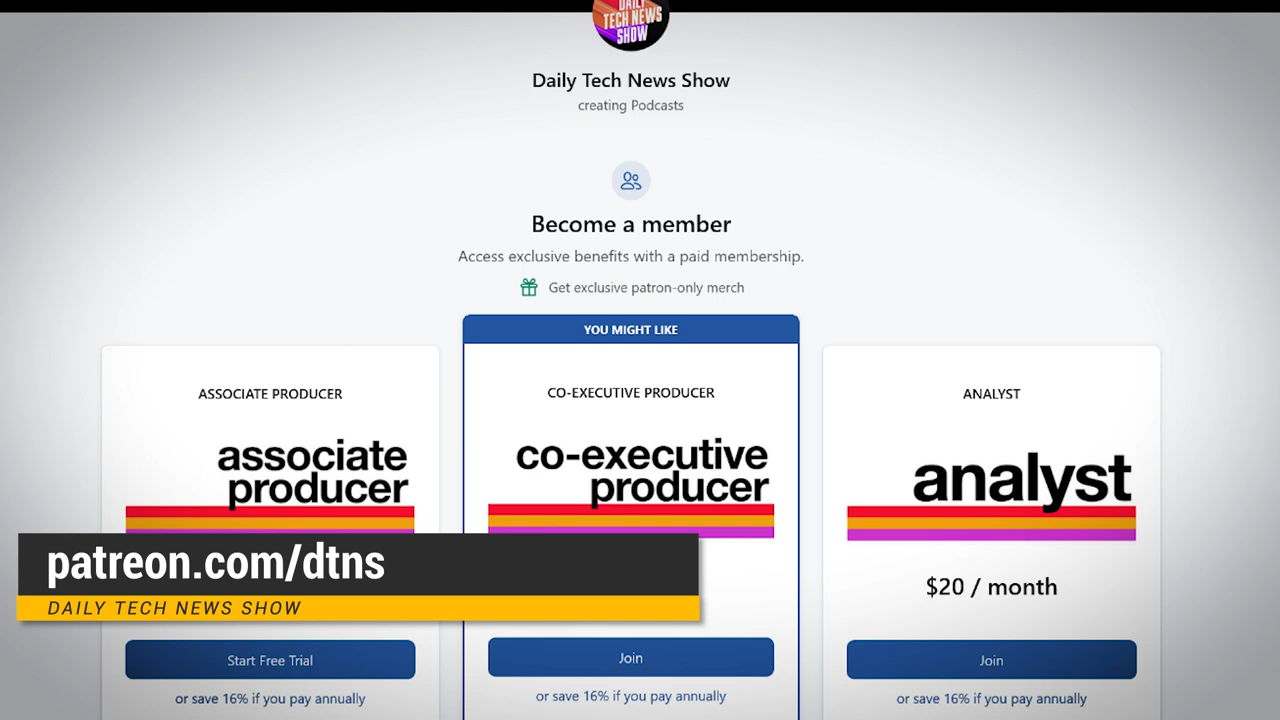 DAILY
TECH NEWS
SHOW
Daily Tech News Show
creating Podcasts
Become a member
Access exclusive benefits with a paid membership.
Get exclusive patron-only merch
YOU MIGHT LIKE
ASSOCIATE PRODUCER
associate
producer
CO-EXECUTIVE PRODUCER
co-executive
producer
ANALYST
analyst
$20 / month
patreon.com/dtns
DAILY TECH NEWS SHOW
Start Free Trial
or save 16% if you pay annually
Join
or save 16% if you pay annually
Join
or save 16% if you pay annually